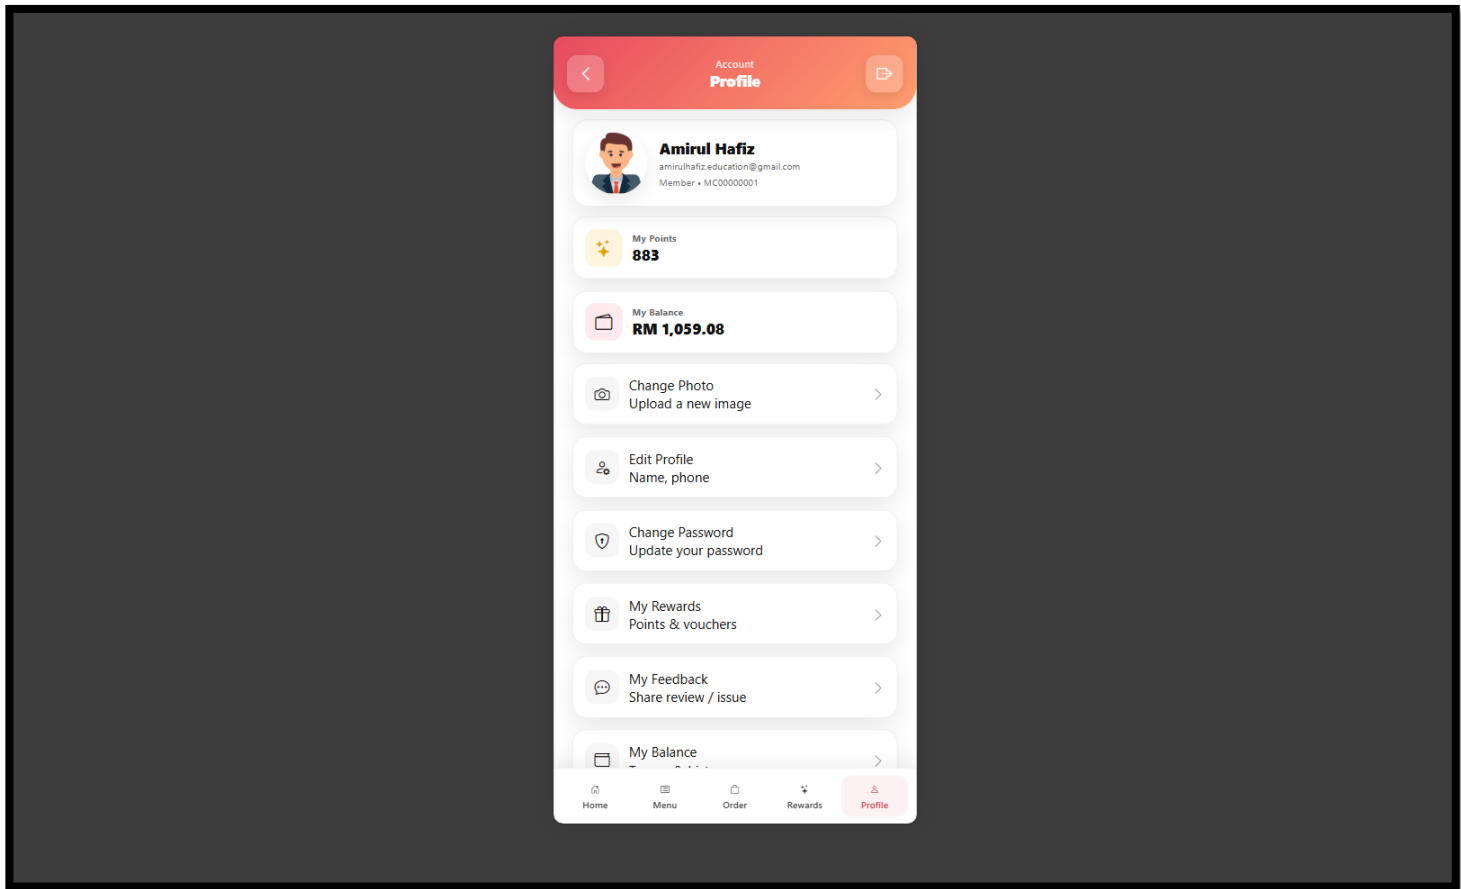 Account
Profile
Amirul Hafiz
amirulhafiz.education@gmail.com
Member • MC00000001
My Points
883
My Balance
RM 1,059.08
Change Photo
Upload a new image
Edit Profile
Name, phone
Change Password
Update your password
My Rewards
Points & vouchers
My Feedback
Share review / issue
My Balance
Home
Menu
Order
Rewards
Profile